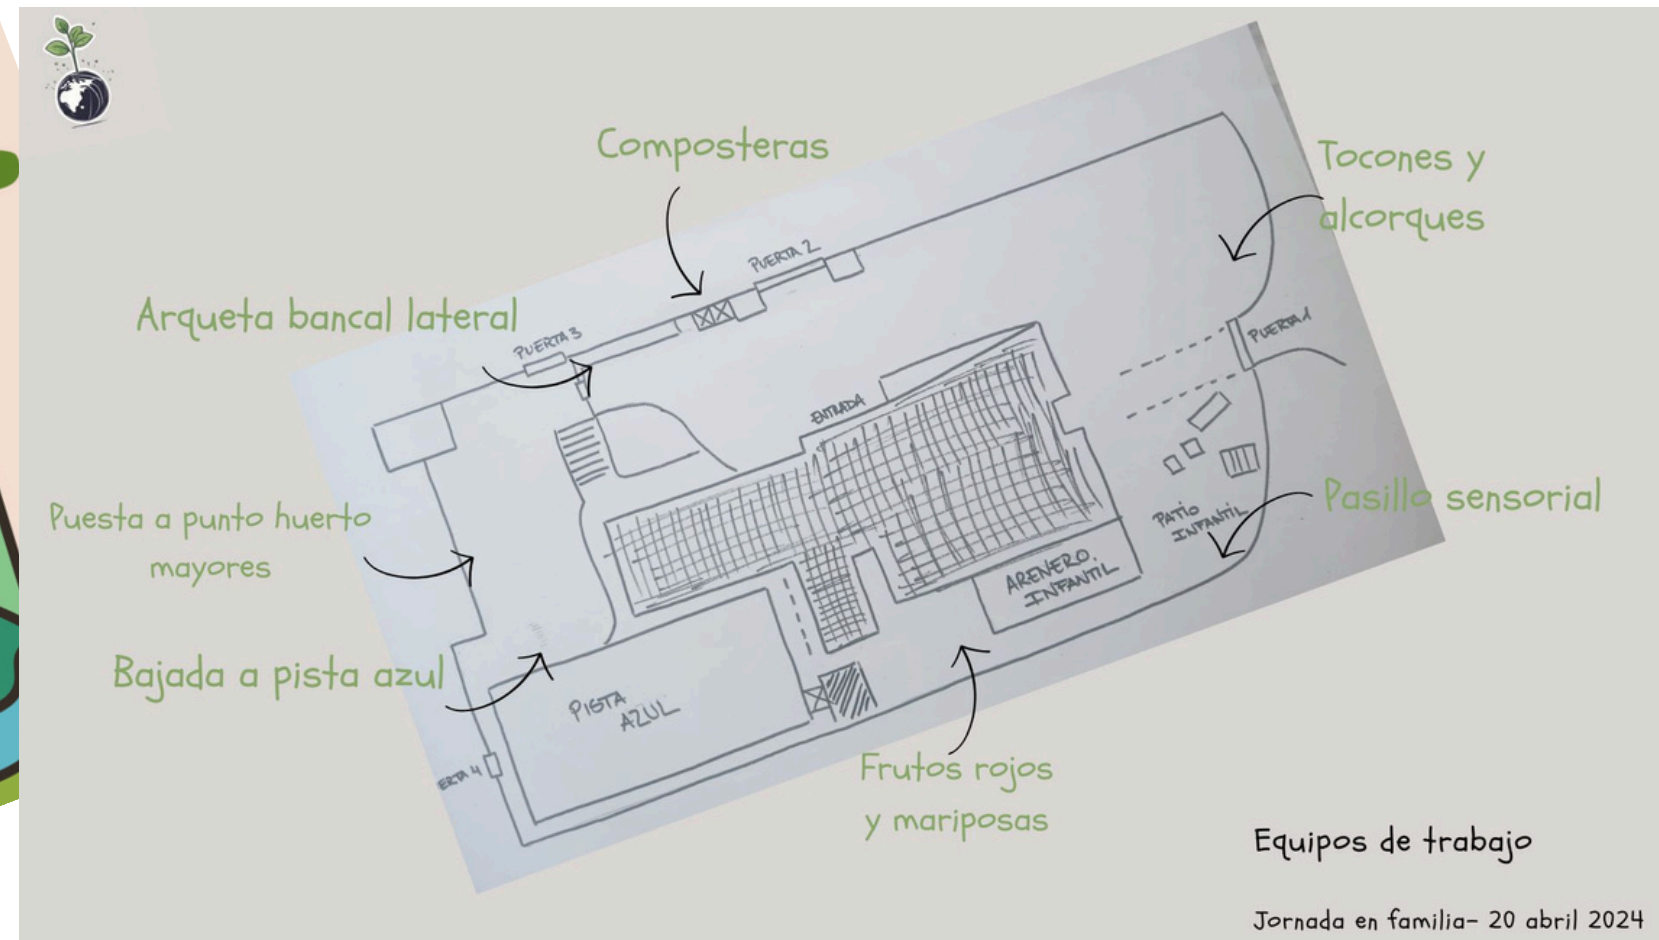 Composteras
Tocones y
alcorques
Arqueta bancal lateral
PUERTA 2
PUERTA 3
PUERTA 1
ENTRADA
Puesta a punto huerto
mayores
Pasillo sensorial
PATIO
INFANTIL
ARENERO.
INFANTIL
Bajada a pista azul
PISTA
AZUL
ERTA 4
Frutos rojos
y mariposas
Equipos de trabajo
Jornada en familia- 20 abril 2024